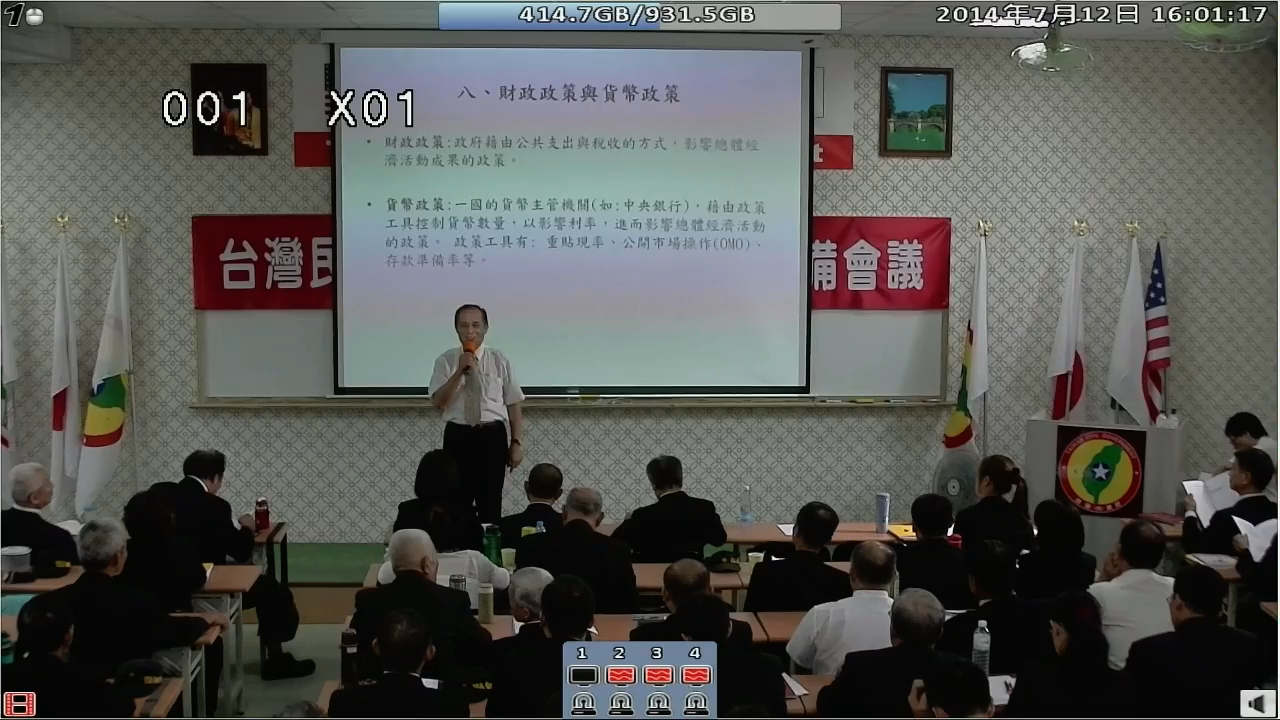 1
414.7GB/931.5GB
2014年7月12日 16:01:17
001 X01
八、財政政策與貨幣政策
• 財政政策:政府藉由公共支出與稅收的方式，影響總體經
濟活動成果的政策。
• 貨幣政策:一國的貨幣主管機關(如:中央銀行)，藉由政策
工具控制貨幣數量，以影響利率，進而影響總體經濟活動
的政策。 政策工具有: 重貼現率、公開市場操作(OMO)、
存款準備率等。
t
台灣民
備會議
1 2 3 4